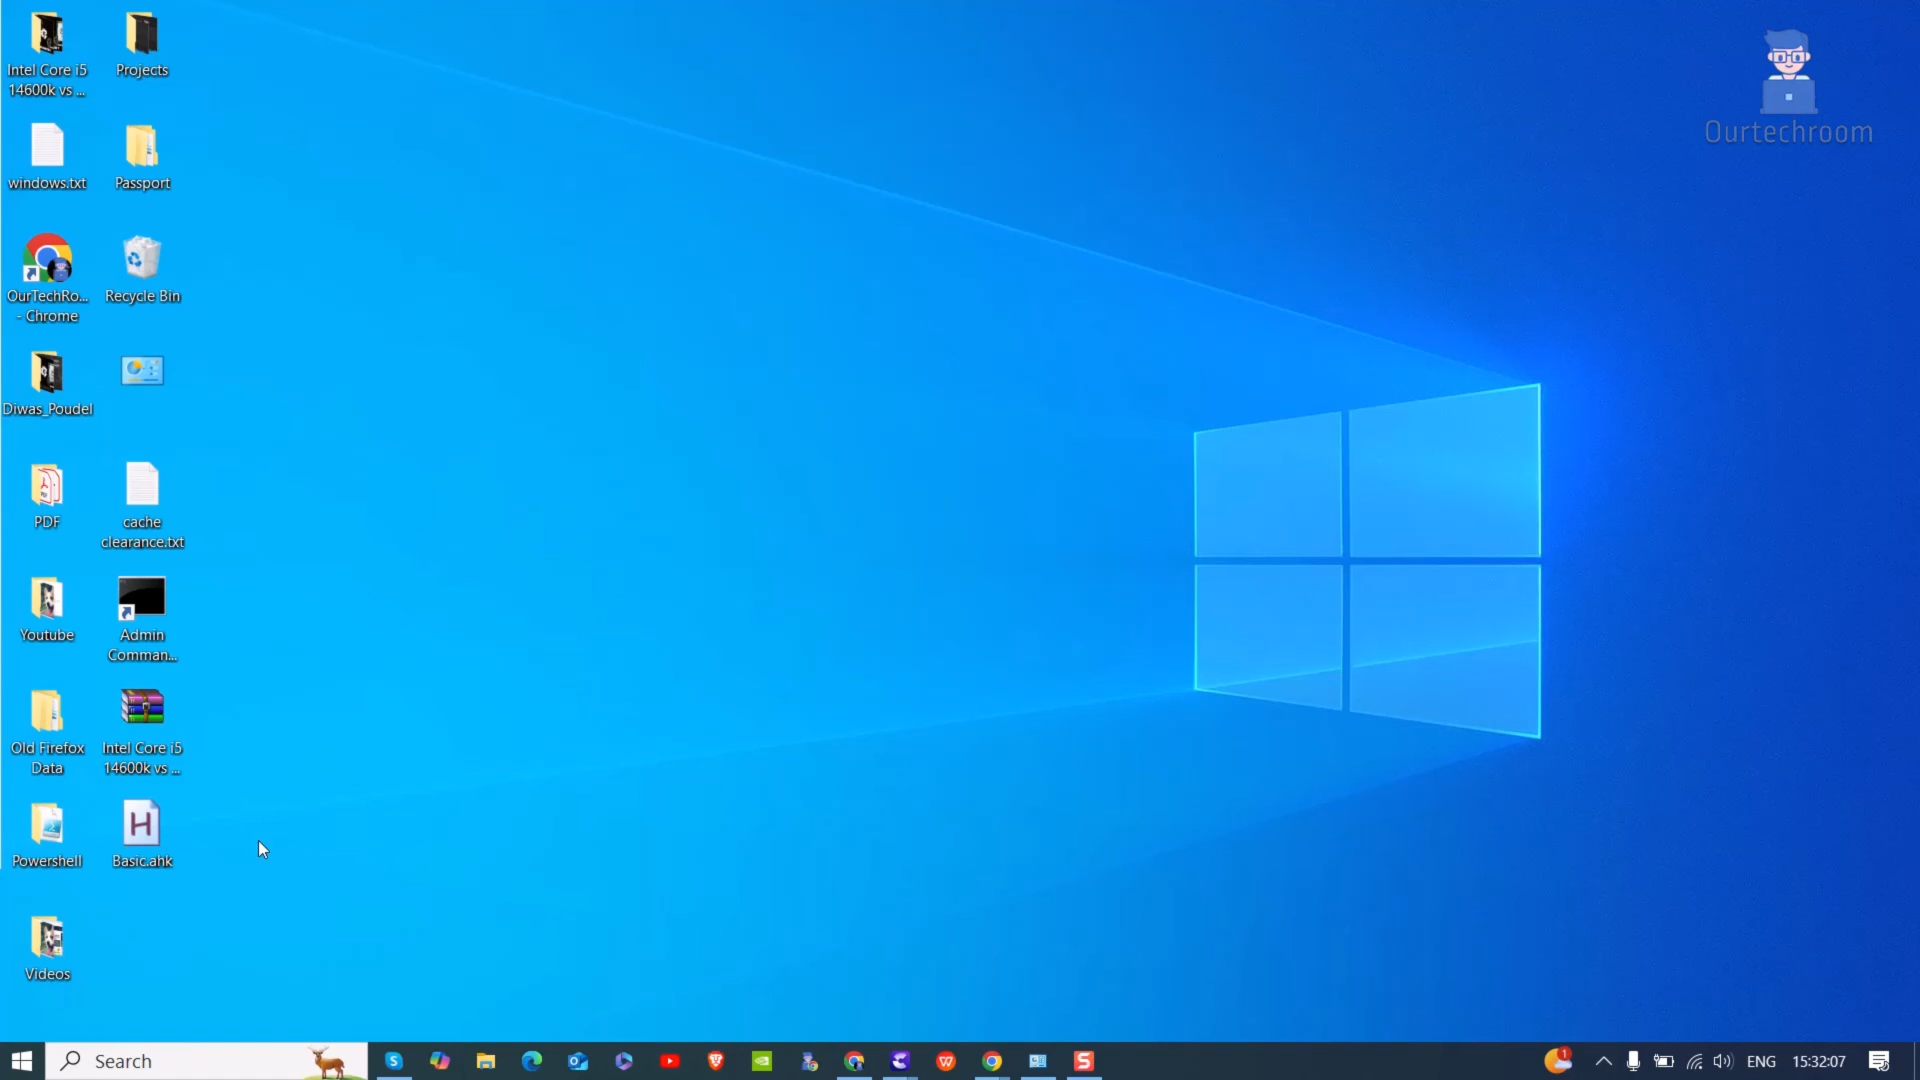 Intel Core i5
14600k vs ...
Projects
windows.txt
Passport
OurTechRo...
- Chrome
Recycle Bin
Diwas_Poudel
PDF
cache
clearance.txt
Youtube
Admin
Comman...
Old Firefox
Data
Intel Core i5
14600k vs ...
Powershell
Basic.ahk
Videos
Ourtechroom
Search
1
ENG
15:32:07